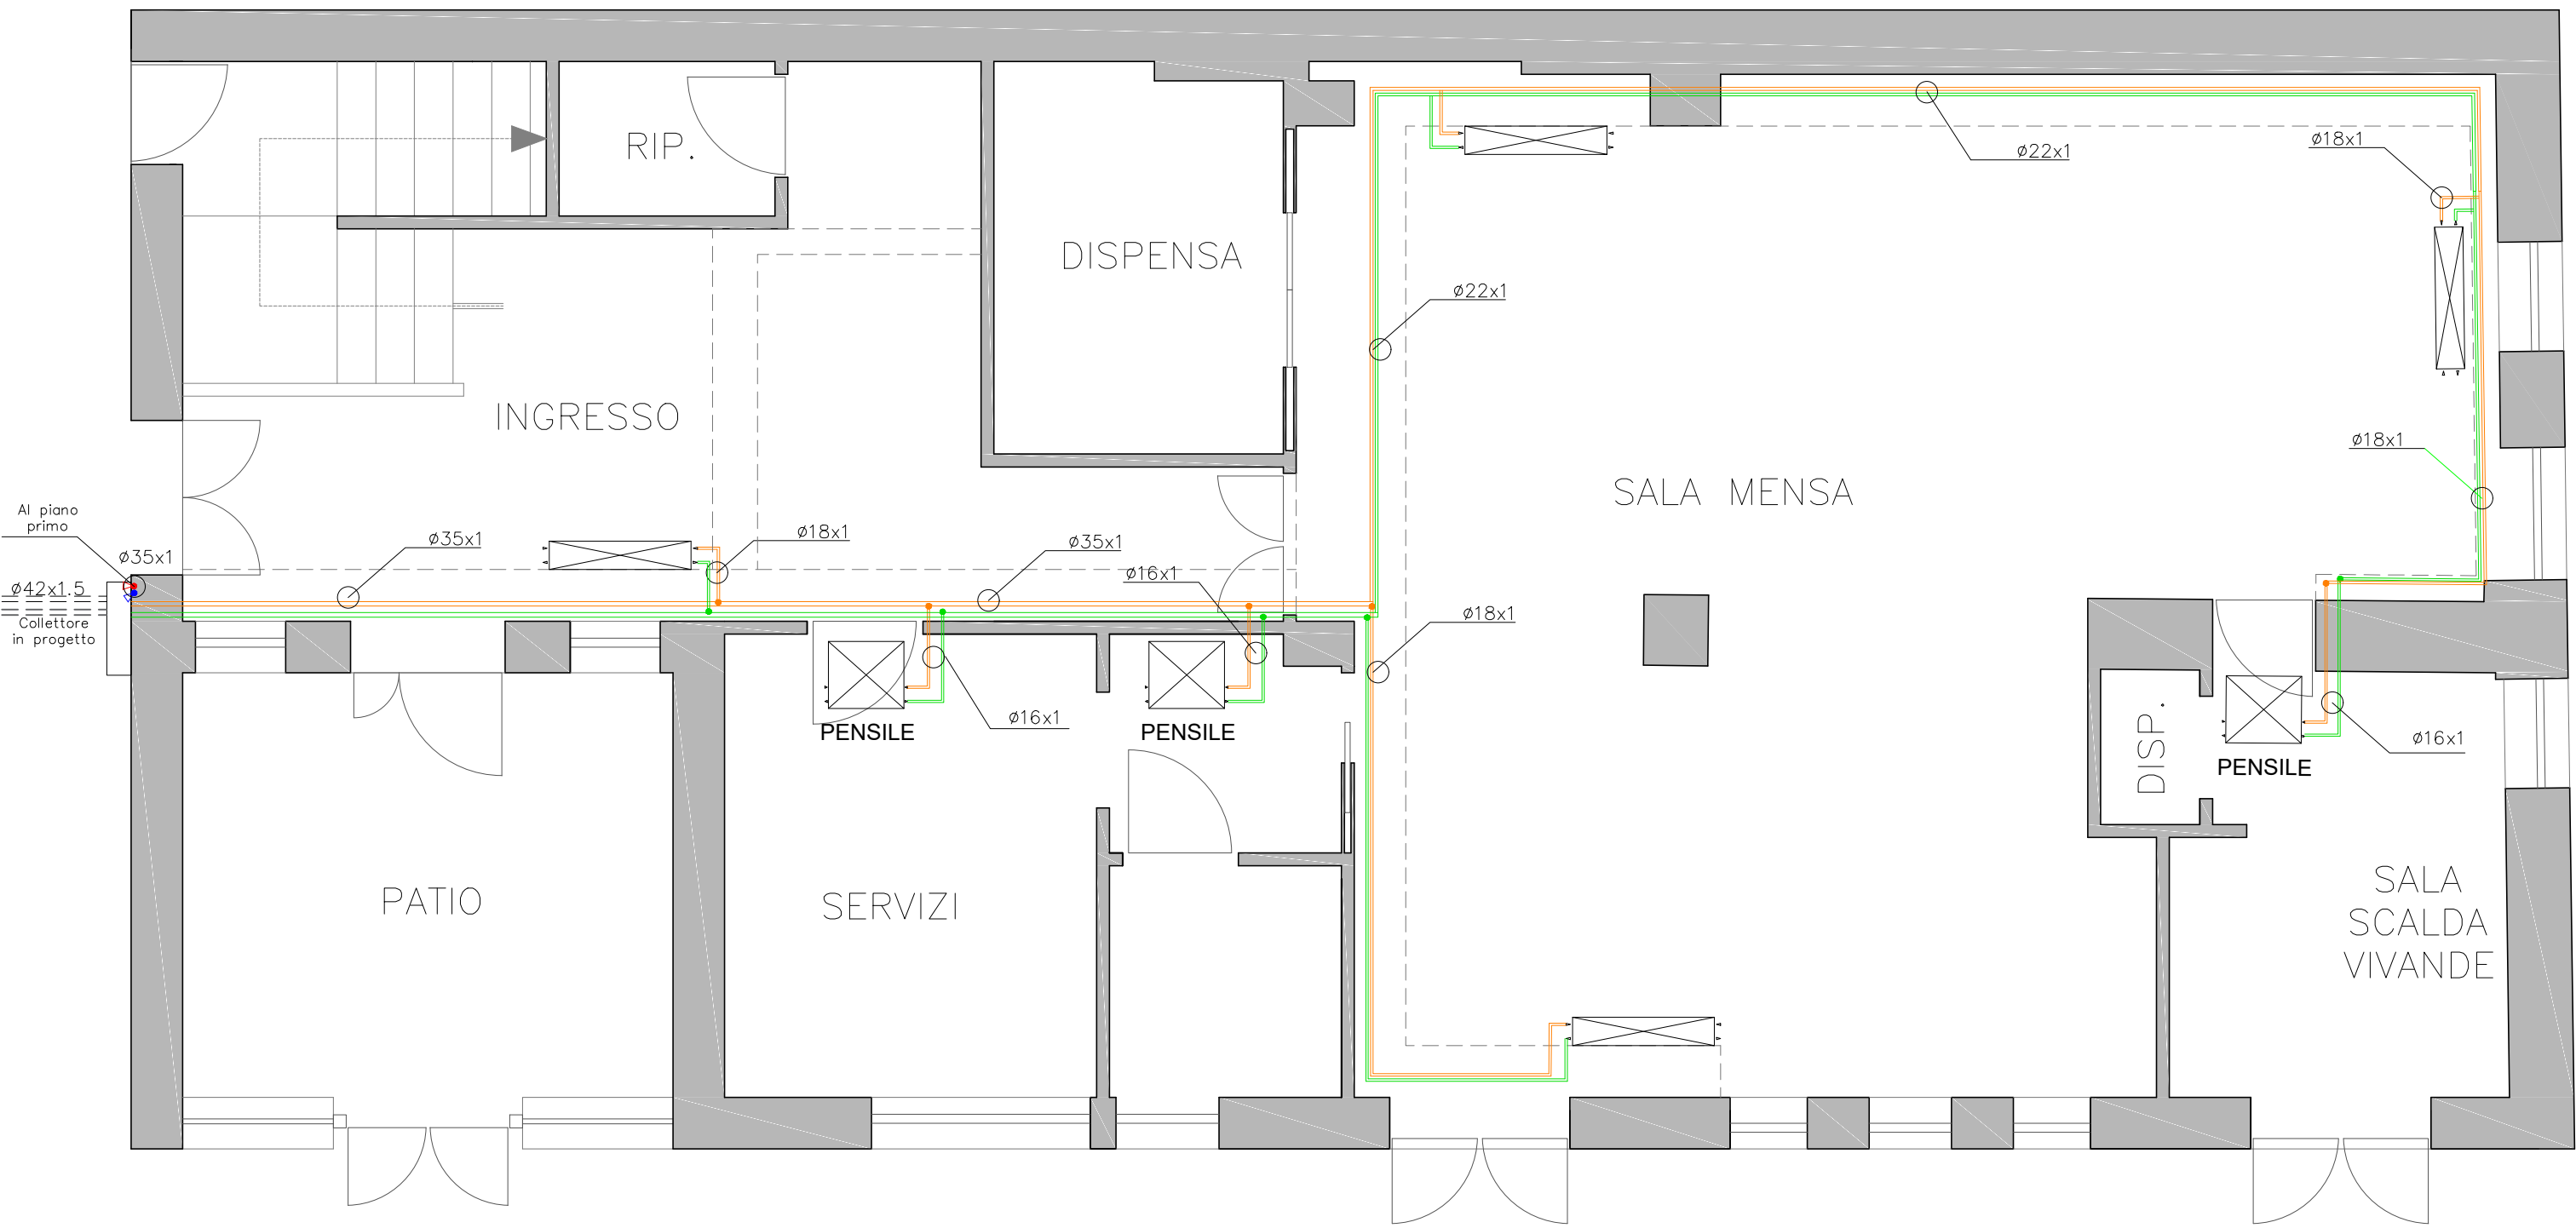 RIP.
ø22x1
ø18x1
DISPENSA
ø22x1
INGRESSO
ø18x1
SALA MENSA
Al piano
primo
ø35x1
ø35x1
ø18x1
ø35x1
ø16x1
ø42x1.5
Collettore
in progetto
ø18x1
ø16x1
PENSILE
PENSILE
DISP.
ø16x1
PENSILE
PATIO
SERVIZI
SALA
SCALDA
VIVANDE